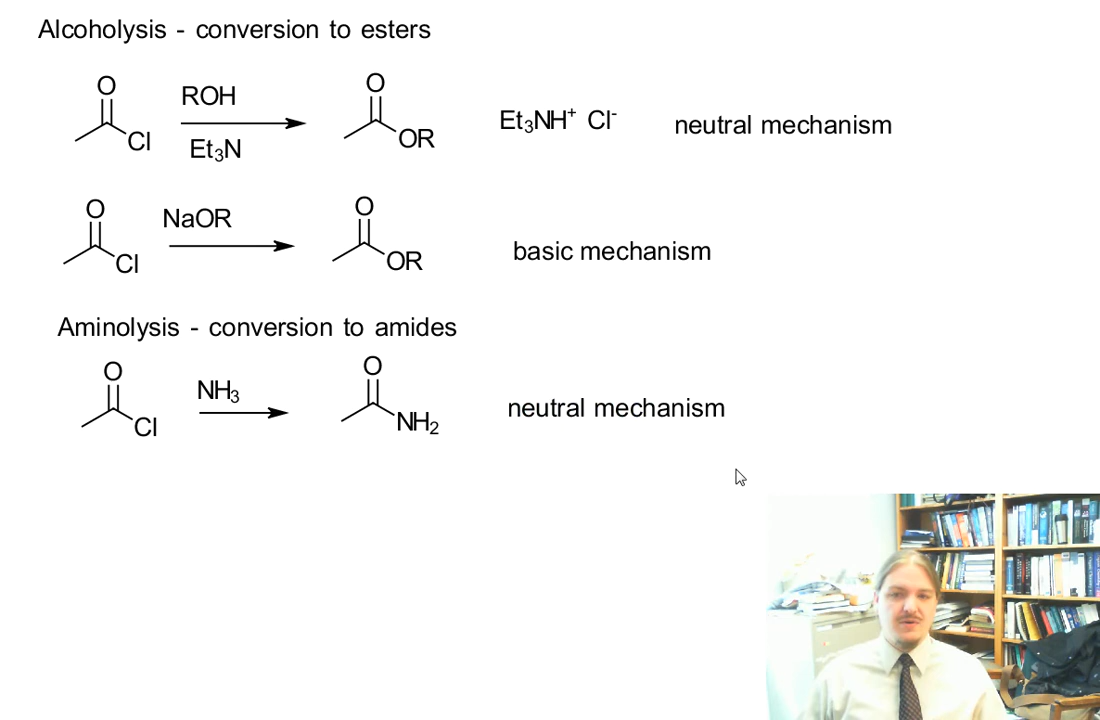 Alcoholysis - conversion to esters
O
Cl
ROH
Et₃N
O
OR
Et₃NH⁺ Cl⁻
neutral mechanism
O
Cl
NaOR
O
OR
basic mechanism
Aminolysis - conversion to amides
O
Cl
NH₃
O
NH₂
neutral mechanism